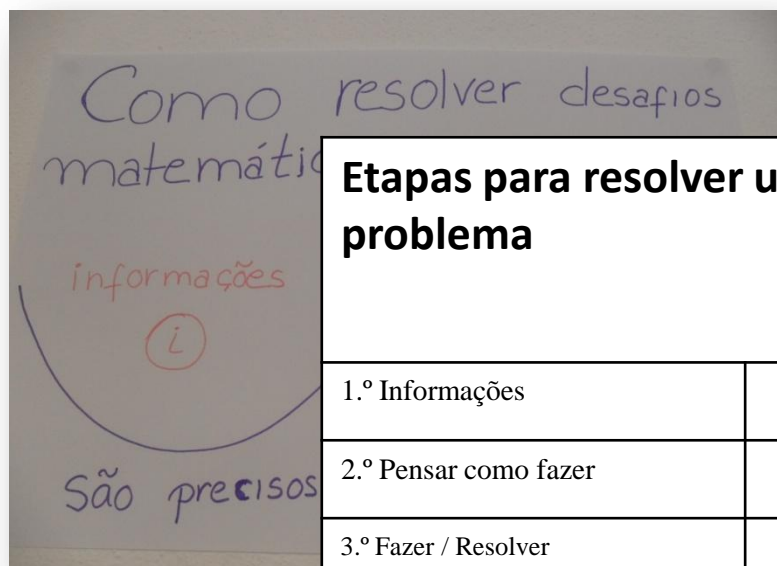 Como resolver desafios
matemátic
informações
i
São precisos
Etapas para resolver u
problema
1.º Informações
2.º Pensar como fazer
3.º Fazer / Resolver